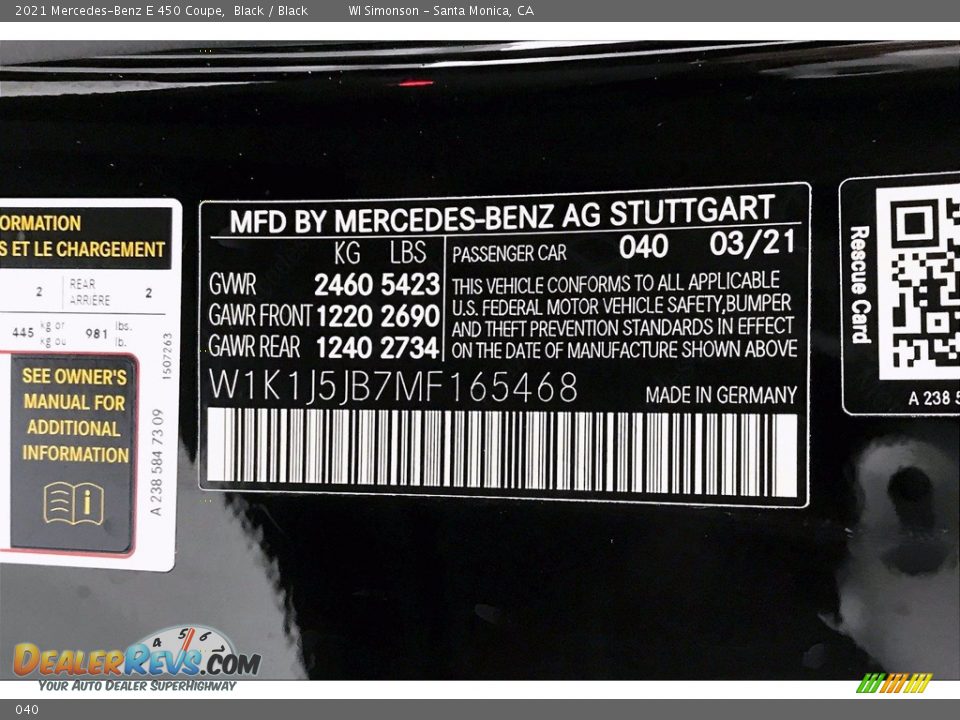 2021 Mercedes-Benz E 450 Coupe, Black / Black WI Simonson - Santa Monica, CA
ORMATION
S ET LE CHARGEMENT
2 REAR ARRIÈRE 2
445 kg or kg ou 981 lbs. lb.
SEE OWNER'S
MANUAL FOR
ADDITIONAL
INFORMATION
i
1507263
A 238 584 73 09
MFD BY MERCEDES-BENZ AG STUTTGART
KG LBS
GVWR 2460 5423
GAWR FRONT 1220 2690
GAWR REAR 1240 2734
PASSENGER CAR 040 03/21
THIS VEHICLE CONFORMS TO ALL APPLICABLE
U.S. FEDERAL MOTOR VEHICLE SAFETY,BUMPER
AND THEFT PREVENTION STANDARDS IN EFFECT
ON THE DATE OF MANUFACTURE SHOWN ABOVE
W1K1J5JB7MF165468
MADE IN GERMANY
Rescue Card
A 238 5
4 5 6 7
DEALERREVS.COM
YOUR AUTO DEALER SUPERHIGHWAY
040